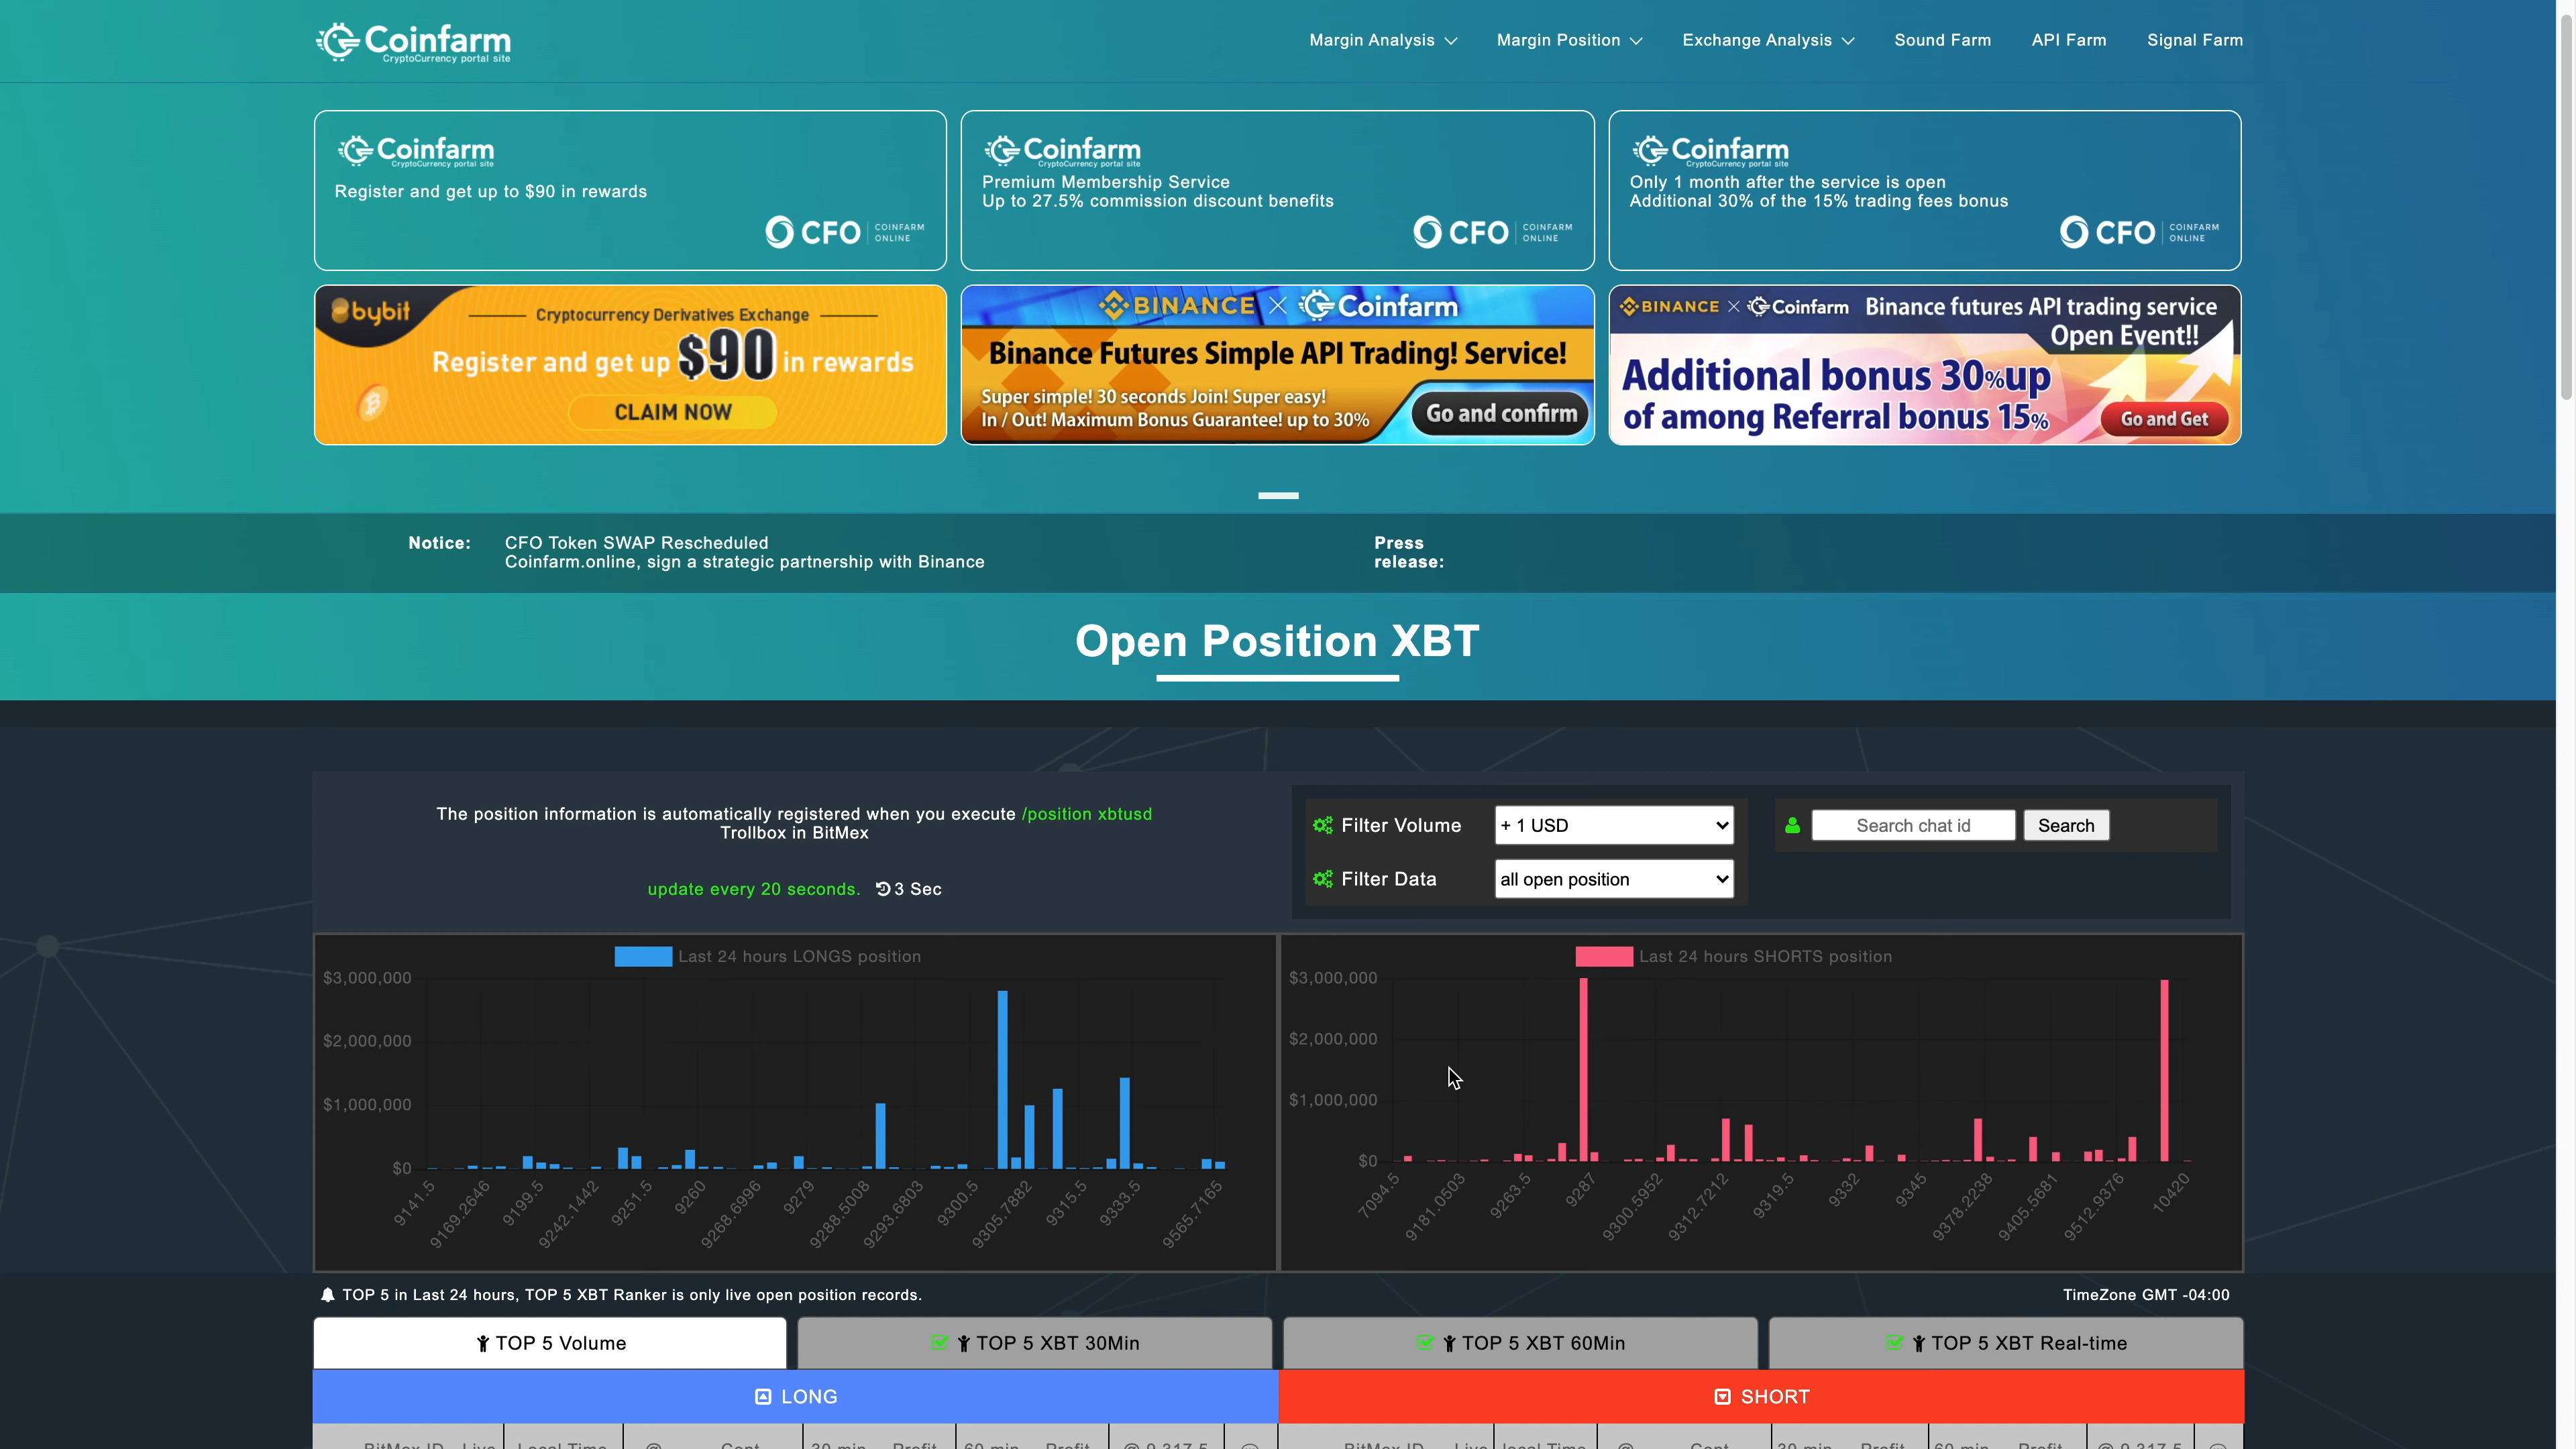 Coinfarm
CryptoCurrency portal site
Margin Analysis
Margin Position
Exchange Analysis
Sound Farm
API Farm
Signal Farm
Coinfarm
CryptoCurrency portal site
Register and get up to $90 in rewards
CFO COINFARM ONLINE
Coinfarm
CryptoCurrency portal site
Premium Membership Service
Up to 27.5% commission discount benefits
CFO COINFARM ONLINE
Coinfarm
CryptoCurrency portal site
Only 1 month after the service is open
Additional 30% of the 15% trading fees bonus
CFO COINFARM ONLINE
bybit
Cryptocurrency Derivatives Exchange
Register and get up $90 in rewards
CLAIM NOW
BINANCE X Coinfarm
Binance Futures Simple API Trading! Service!
Super simple! 30 seconds Join! Super easy!
In / Out! Maximum Bonus Guarantee! up to 30%
Go and confirm
BINANCE X Coinfarm Binance futures API trading service
Open Event!!
Additional bonus 30%up
of among Referral bonus 15%
Go and Get
Notice:
CFO Token SWAP Rescheduled
Coinfarm.online, sign a strategic partnership with Binance
Press
release:
Open Position XBT
The position information is automatically registered when you execute /position xbtusd
Trollbox in BitMex
update every 20 seconds. 3 Sec
Filter Volume
+ 1 USD
Filter Data
all open position
Search chat id
Search
Last 24 hours LONGS position
$3,000,000
$2,000,000
$1,000,000
$0
9141.5
9169.2646
9199.5
9242.1442
9251.5
9260
9268.6996
9279
9288.5008
9293.6803
9300.5
9305.7882
9315.5
9333.5
9565.7165
Last 24 hours SHORTS position
$3,000,000
$2,000,000
$1,000,000
$0
7094.5
9181.0503
9263.5
9287
9300.5952
9312.7212
9319.5
9332
9345
9378.2238
9405.5681
9512.9376
10420
TOP 5 in Last 24 hours, TOP 5 XBT Ranker is only live open position records.
TimeZone GMT -04:00
TOP 5 Volume
TOP 5 XBT 30Min
TOP 5 XBT 60Min
TOP 5 XBT Real-time
LONG
SHORT